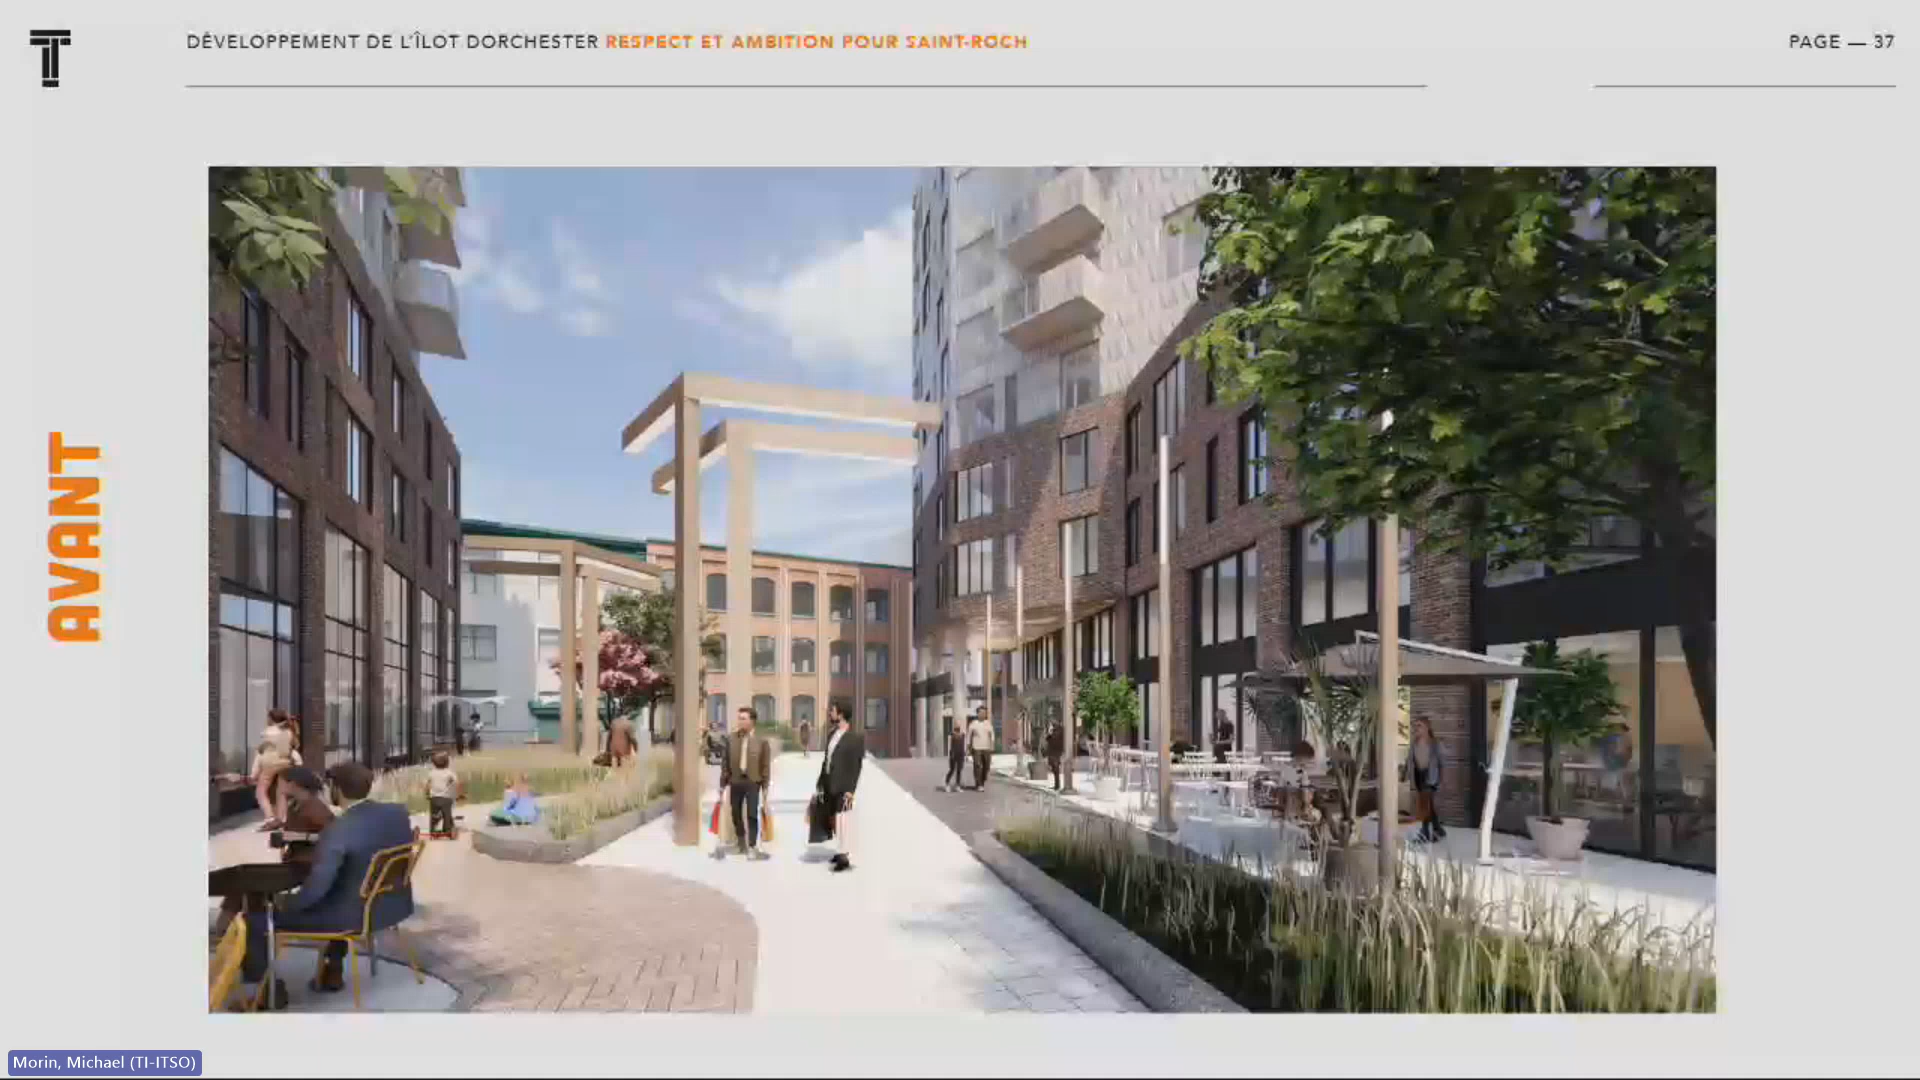 DÉVELOPPEMENT DE L'ÎLOT DORCHESTER RESPECT ET AMBITION POUR SAINT-ROCH
PAGE — 37
AVANT
Morin, Michael (TI-ITSO)